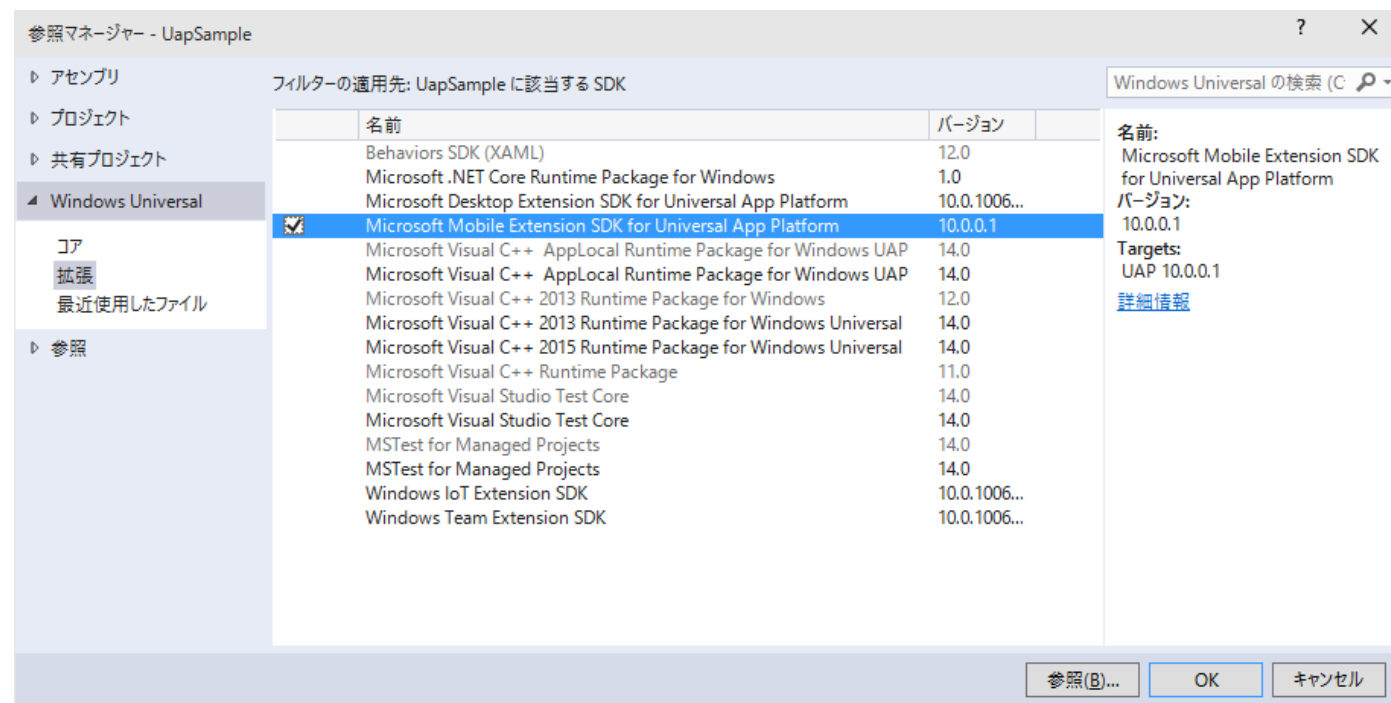 参照マネージャー - UapSample
? ×
アセンブリ
プロジェクト
共有プロジェクト
Windows Universal
コア
拡張
最近使用したファイル
参照
フィルターの適用先: UapSample に該当する SDK
名前 バージョン
Behaviors SDK (XAML) 12.0
Microsoft .NET Core Runtime Package for Windows 1.0
Microsoft Desktop Extension SDK for Universal App Platform 10.0.1006...
Microsoft Mobile Extension SDK for Universal App Platform 10.0.0.1
Microsoft Visual C++ AppLocal Runtime Package for Windows UAP 14.0
Microsoft Visual C++ AppLocal Runtime Package for Windows UAP 14.0
Microsoft Visual C++ 2013 Runtime Package for Windows 12.0
Microsoft Visual C++ 2013 Runtime Package for Windows Universal 14.0
Microsoft Visual C++ 2015 Runtime Package for Windows Universal 14.0
Microsoft Visual C++ Runtime Package 11.0
Microsoft Visual Studio Test Core 14.0
Microsoft Visual Studio Test Core 14.0
MSTest for Managed Projects 14.0
MSTest for Managed Projects 14.0
Windows IoT Extension SDK 10.0.1006...
Windows Team Extension SDK 10.0.1006...
Windows Universal の検索 (C
名前:
Microsoft Mobile Extension SDK
for Universal App Platform
バージョン:
10.0.0.1
Targets:
UAP 10.0.0.1
詳細情報
参照(B)... OK キャンセル